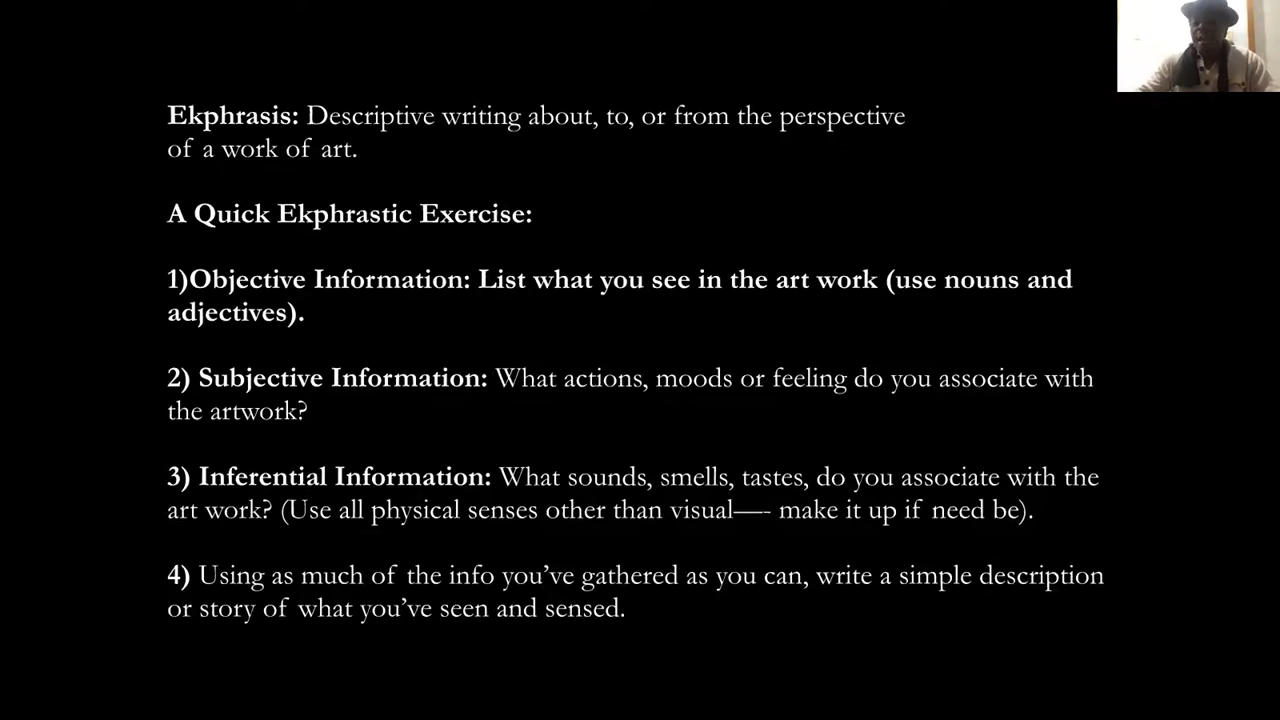 Ekphrasis: Descriptive writing about, to, or from the perspective
of a work of art.
A Quick Ekphrastic Exercise:
1)Objective Information: List what you see in the art work (use nouns and
adjectives).
2) Subjective Information: What actions, moods or feeling do you associate with
the artwork?
3) Inferential Information: What sounds, smells, tastes, do you associate with the
art work? (Use all physical senses other than visual—- make it up if need be).
4) Using as much of the info you’ve gathered as you can, write a simple description
or story of what you’ve seen and sensed.